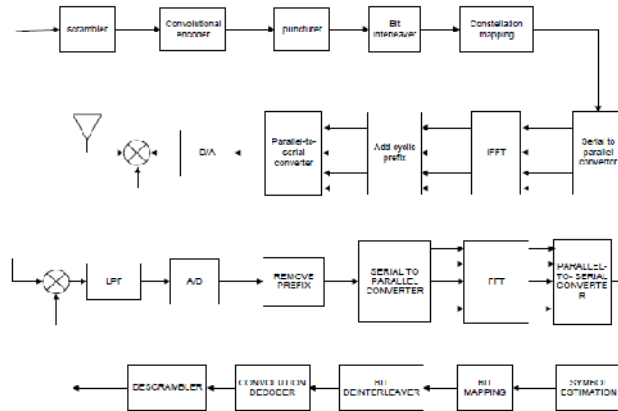 scrambler
Convolutional
encoder
puncturer
Bit
interleaver
Constellation
mapping
Parallel-to-
serial
converter
Add cyclic
prefix
IFFT
Serial to
parallel
convertor
D/A
LPF
A/D
REMOVE
PREFIX
SERIAL TO
PARALLEL
CONVERTER
FFT
PARALLEL-
TO- SERIAL
CONVERTE
R
DESCRAMBLER
CONVOLUTION
DECODER
BIT
DEINTERLEAVER
BIT
MAPPING
SYMBOL
ESTIMATION